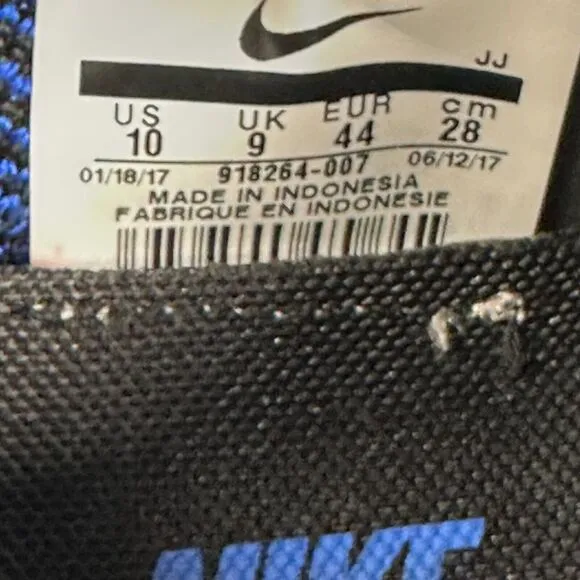 JJ
US UK EUR cm
10 9 44 28
01/18/17 918264-007 06/12/17
MADE IN INDONESIA
FABRIQUE EN INDONESIE
NIKE